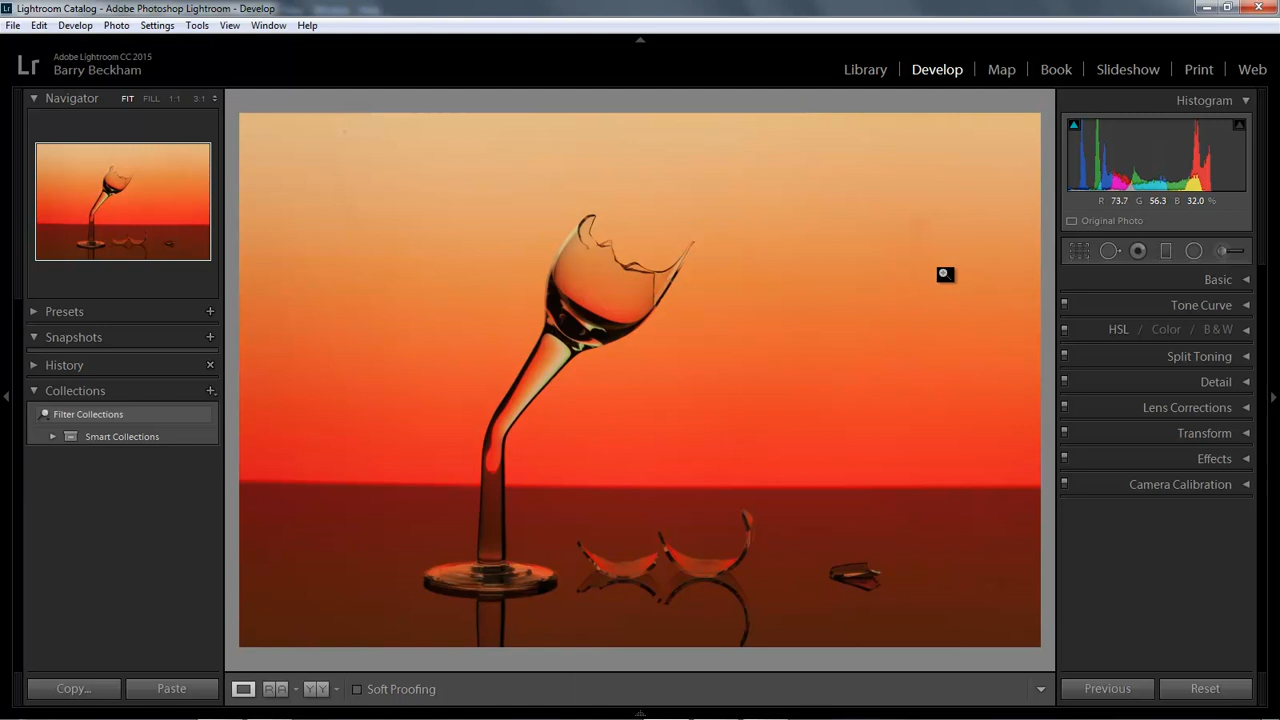 Lightroom Catalog - Adobe Photoshop Lightroom - Develop
File Edit Develop Photo Settings Tools View Window Help
Lr
Adobe Lightroom CC 2015
Barry Beckham
Library Develop Map Book Slideshow Print Web
Navigator FIT FILL 1:1 3:1
Presets
Snapshots
History
Collections
Filter Collections
Smart Collections
Copy... Paste
Soft Proofing
Histogram
R 73.7 G 56.3 B 32.0 %
Original Photo
Basic
Tone Curve
HSL / Color / B & W
Split Toning
Detail
Lens Corrections
Transform
Effects
Camera Calibration
Previous Reset